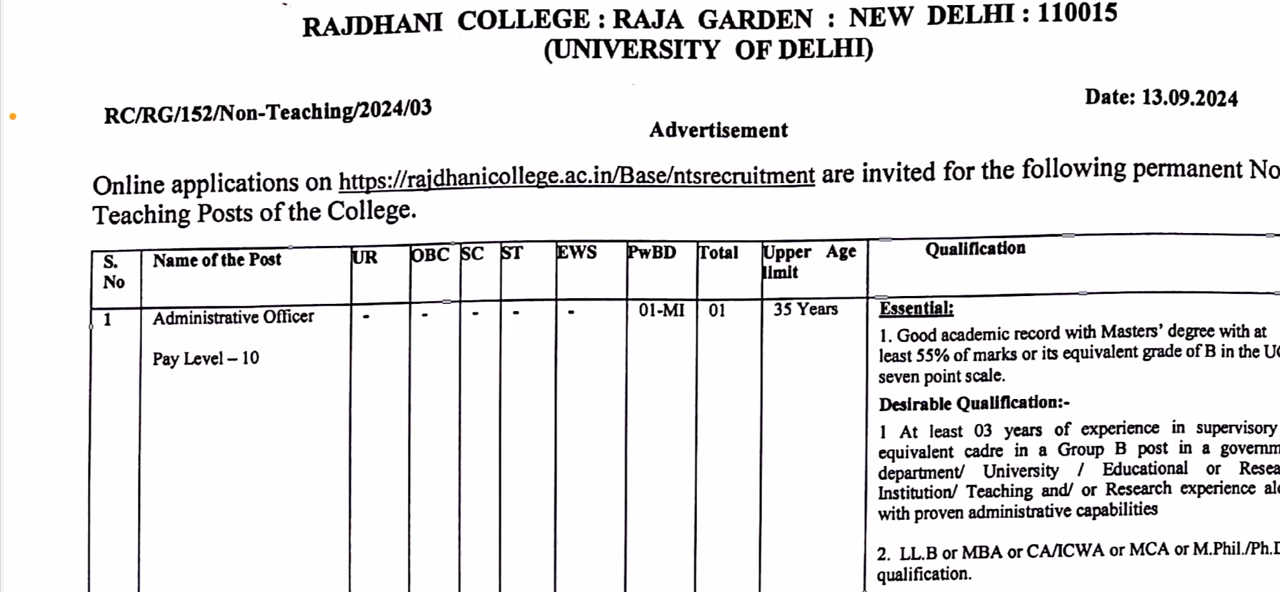 RAJDHANI COLLEGE : RAJA GARDEN : NEW DELHI : 110015
(UNIVERSITY OF DELHI)
RC/RG/152/Non-Teaching/2024/03
Date: 13.09.2024
Advertisement
Online applications on https://rajdhanicollege.ac.in/Base/ntsrecruitment are invited for the following permanent No
Teaching Posts of the College.
S. No
Name of the Post
UR
OBC
SC
ST
EWS
PwBD
Total
Upper Age
limit
Qualification
1
Administrative Officer
Pay Level – 10
-
-
-
-
-
01-MI
01
35 Years
Essential:
1. Good academic record with Masters' degree with at
least 55% of marks or its equivalent grade of B in the U
seven point scale.
Desirable Qualification:-
1 At least 03 years of experience in supervisory
equivalent cadre in a Group B post in a governm
department/ University / Educational or Resea
Institution/ Teaching and/ or Research experience al
with proven administrative capabilities
2. LL.B or MBA or CA/ICWA or MCA or M.Phil./Ph.D
qualification.